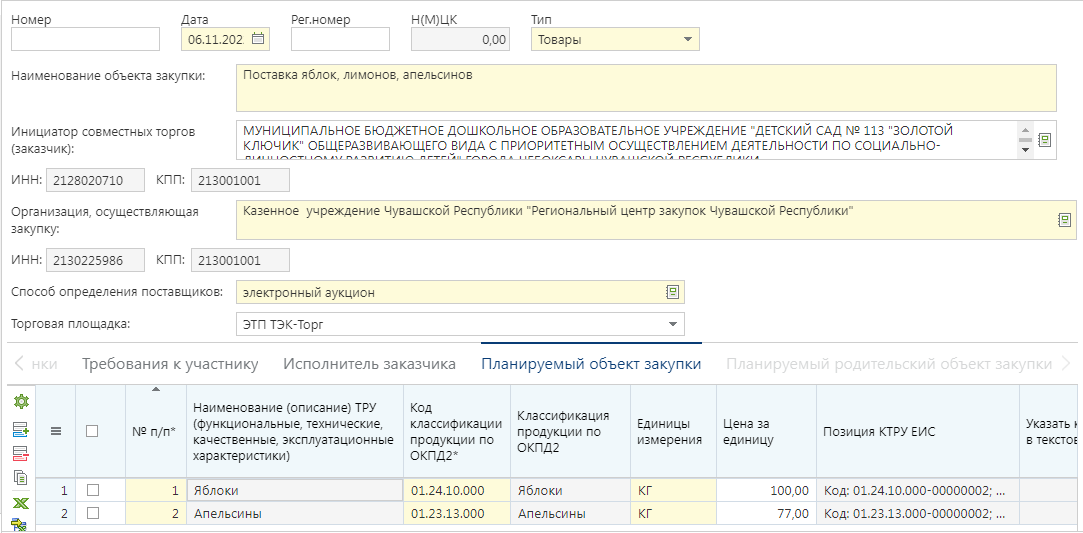 Номер Дата Рег.номер Н(М)ЦК Тип
06.11.202 0,00 Товары
Наименование объекта закупки: Поставка яблок, лимонов, апельсинов
Инициатор совместных торгов (заказчик):
МУНИЦИПАЛЬНОЕ БЮДЖЕТНОЕ ДОШКОЛЬНОЕ ОБРАЗОВАТЕЛЬНОЕ УЧРЕЖДЕНИЕ "ДЕТСКИЙ САД № 113 "ЗОЛОТОЙ
КЛЮЧИК" ОБЩЕРАЗВИВАЮЩЕГО ВИДА С ПРИОРИТЕТНЫМ ОСУЩЕСТВЛЕНИЕМ ДЕЯТЕЛЬНОСТИ ПО СОЦИАЛЬНО-
ЛИЧНОСТНОМУ РАЗВИТИЮ ДЕТЕЙ" ГОРОДА ЧЕБОКСАРЫ ЧУВАШСКОЙ РЕСПУБЛИКИ
ИНН: 2128020710 КПП: 213001001
Организация, осуществляющая
закупку:
Казенное учреждение Чувашской Республики "Региональный центр закупок Чувашской Республики"
ИНН: 2130225986 КПП: 213001001
Способ определения поставщиков: электронный аукцион
Торговая площадка: ЭТП ТЭК-Торг
нки Требования к участнику Исполнитель заказчика Планируемый объект закупки Планируемый родительский объект закупки
№ п/п*
Наименование (описание) ТРУ
(функциональные, технические,
качественные, эксплуатационные
характеристики)
Код
классификации
продукции по
ОКПД2*
Классификация
продукции по
ОКПД2
Единицы
измерения
Цена за
единицу
Позиция КТРУ ЕИС
Указать к
в текстов
1 1 Яблоки 01.24.10.000 Яблоки КГ 100,00 Код: 01.24.10.000-00000002; ...
2 2 Апельсины 01.23.13.000 Апельсины КГ 77,00 Код: 01.23.13.000-00000002; ...